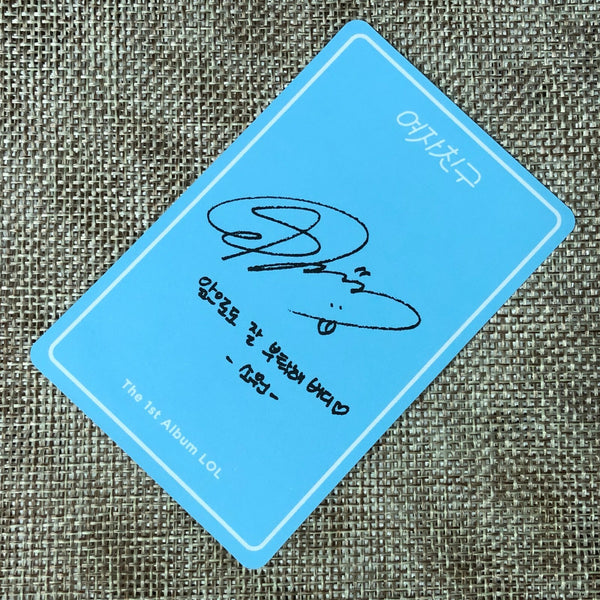 여자친구
앞으로도 잘 부탁해 버디♡
- 소원 -
The 1st Album LOL